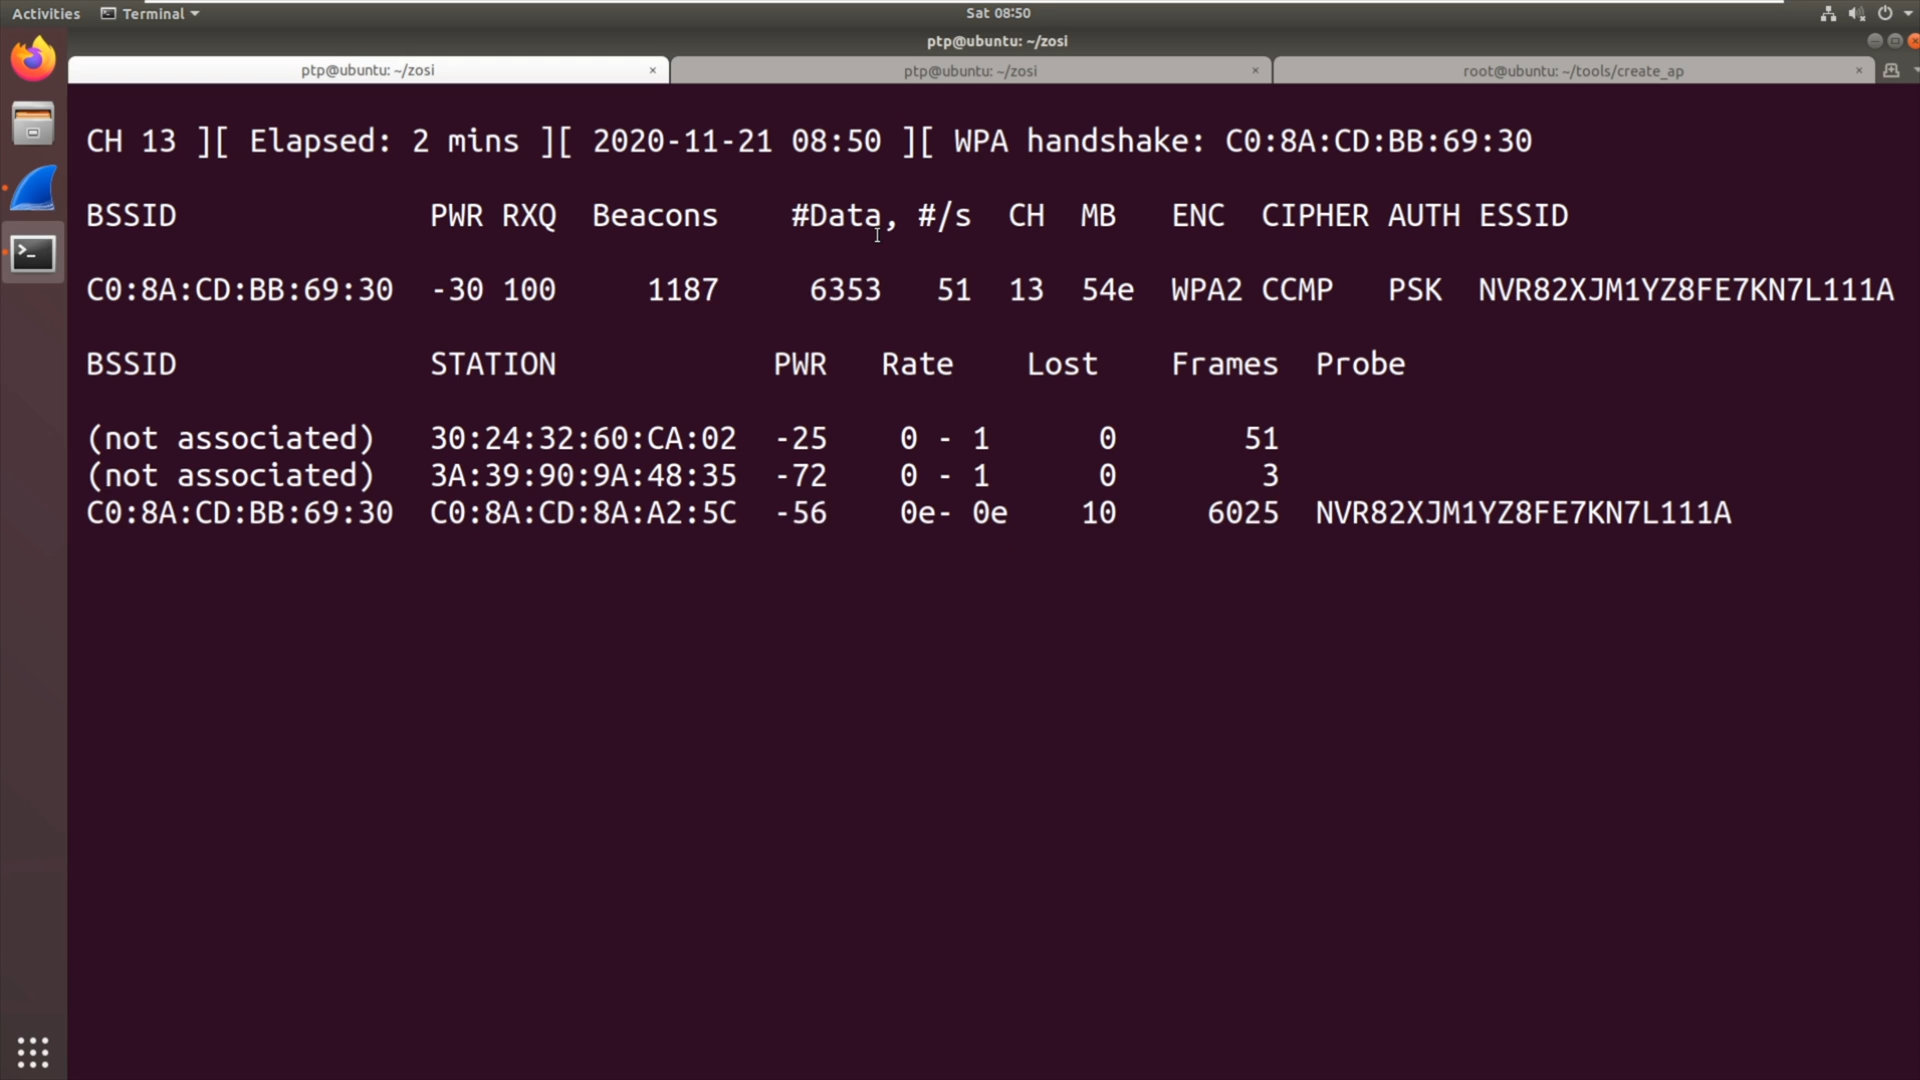 Activities Terminal Sat 08:50
ptp@ubuntu: ~/zosi
ptp@ubuntu: ~/zosi × ptp@ubuntu: ~/zosi × root@ubuntu: ~/tools/create_ap ×
CH 13 ][ Elapsed: 2 mins ][ 2020-11-21 08:50 ][ WPA handshake: C0:8A:CD:BB:69:30
BSSID PWR RXQ Beacons #Data, #/s CH MB ENC CIPHER AUTH ESSID
C0:8A:CD:BB:69:30 -30 100 1187 6353 51 13 54e WPA2 CCMP PSK NVR82XJM1YZ8FE7KN7L111A
BSSID STATION PWR Rate Lost Frames Probe
(not associated) 30:24:32:60:CA:02 -25 0 - 1 0 51
(not associated) 3A:39:90:9A:48:35 -72 0 - 1 0 3
C0:8A:CD:BB:69:30 C0:8A:CD:8A:A2:5C -56 0e- 0e 10 6025 NVR82XJM1YZ8FE7KN7L111A